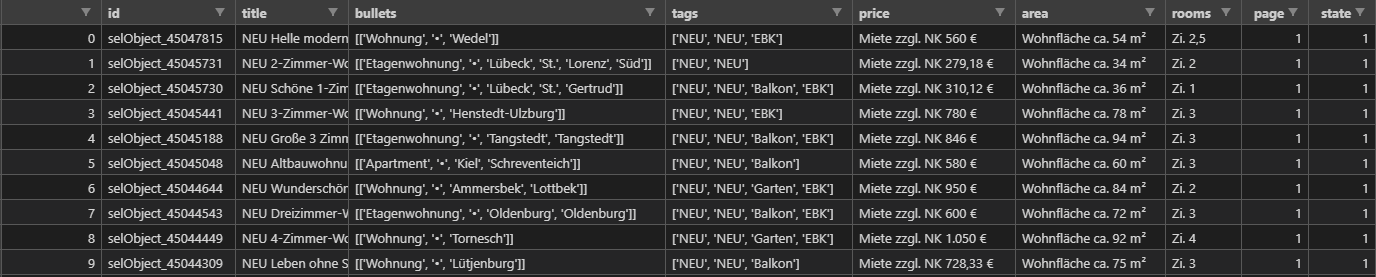 id title bullets tags price area rooms page state
0 selObject_45047815 NEU Helle modern [['Wohnung', '•', 'Wedel']] ['NEU', 'NEU', 'EBK'] Miete zzgl. NK 560 € Wohnfläche ca. 54 m² Zi. 2,5 1 1
1 selObject_45045731 NEU 2-Zimmer-Wo [['Etagenwohnung', '•', 'Lübeck', 'St.', 'Lorenz', 'Süd']] ['NEU', 'NEU'] Miete zzgl. NK 279,18 € Wohnfläche ca. 34 m² Zi. 2 1 1
2 selObject_45045730 NEU Schöne 1-Zim [['Etagenwohnung', '•', 'Lübeck', 'St.', 'Gertrud']] ['NEU', 'NEU', 'Balkon', 'EBK'] Miete zzgl. NK 310,12 € Wohnfläche ca. 36 m² Zi. 1 1 1
3 selObject_45045441 NEU 3-Zimmer-Wo [['Wohnung', '•', 'Henstedt-Ulzburg']] ['NEU', 'NEU', 'EBK'] Miete zzgl. NK 780 € Wohnfläche ca. 78 m² Zi. 3 1 1
4 selObject_45045188 NEU Große 3 Zimm [['Etagenwohnung', '•', 'Tangstedt', 'Tangstedt']] ['NEU', 'NEU', 'Balkon', 'EBK'] Miete zzgl. NK 846 € Wohnfläche ca. 94 m² Zi. 3 1 1
5 selObject_45045048 NEU Altbauwohnu [['Apartment', '•', 'Kiel', 'Schreventeich']] ['NEU', 'NEU', 'Balkon'] Miete zzgl. NK 580 € Wohnfläche ca. 60 m² Zi. 3 1 1
6 selObject_45044644 NEU Wunderschön [['Wohnung', '•', 'Ammersbek', 'Lottbek']] ['NEU', 'NEU', 'Garten', 'EBK'] Miete zzgl. NK 950 € Wohnfläche ca. 84 m² Zi. 2 1 1
7 selObject_45044543 NEU Dreizimmer-W [['Etagenwohnung', '•', 'Oldenburg', 'Oldenburg']] ['NEU', 'NEU', 'Balkon', 'EBK'] Miete zzgl. NK 600 € Wohnfläche ca. 72 m² Zi. 3 1 1
8 selObject_45044449 NEU 4-Zimmer-Wo [['Wohnung', '•', 'Tornesch']] ['NEU', 'NEU', 'Garten', 'EBK'] Miete zzgl. NK 1.050 € Wohnfläche ca. 92 m² Zi. 4 1 1
9 selObject_45044309 NEU Leben ohne S [['Wohnung', '•', 'Lütjenburg']] ['NEU', 'NEU', 'Balkon'] Miete zzgl. NK 728,33 € Wohnfläche ca. 75 m² Zi. 3 1 1